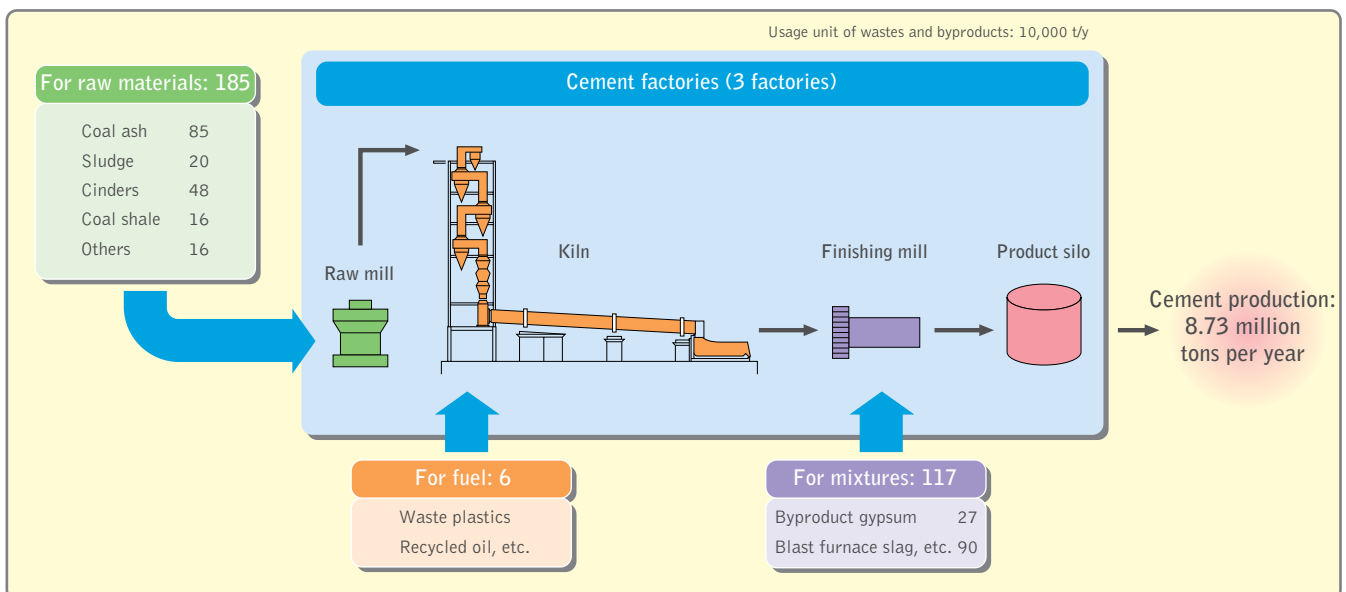 Usage unit of wastes and byproducts: 10,000 t/y
For raw materials: 185
Coal ash 85
Sludge 20
Cinders 48
Coal shale 16
Others 16
Cement factories (3 factories)
Raw mill
Kiln
Finishing mill
Product silo
Cement production:
8.73 million
tons per year
For fuel: 6
Waste plastics
Recycled oil, etc.
For mixtures: 117
Byproduct gypsum 27
Blast furnace slag, etc. 90